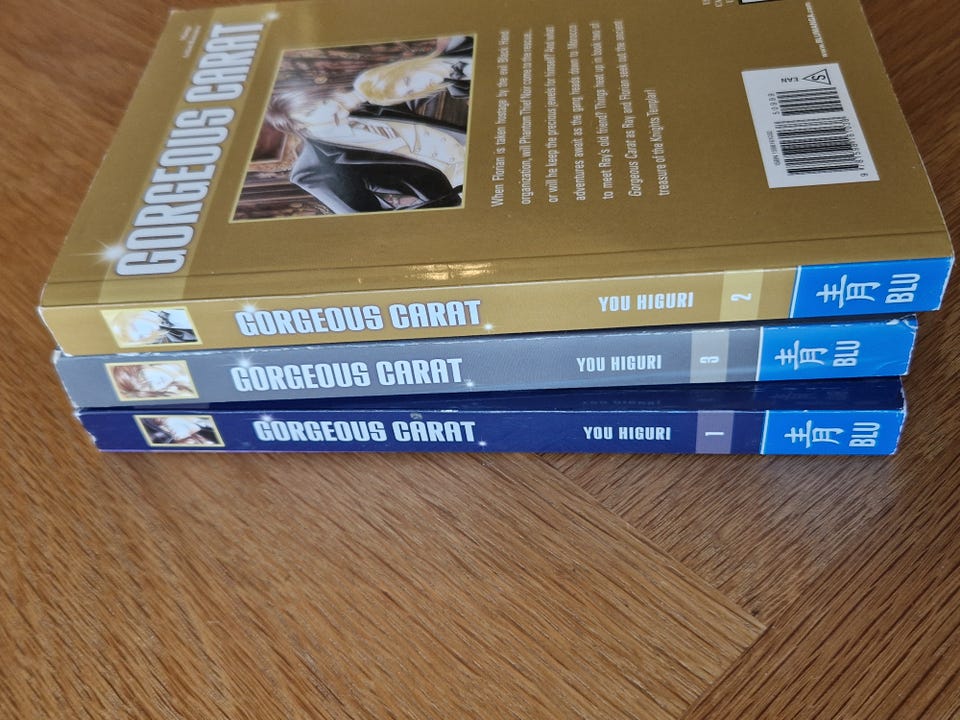 GORGEOUS CARAT
When Florian is taken hostage by the evil Black Hand
organization, will Phantom Thief Noir come to the rescue...
or will he keep the precious jewels for himself? And what
adventures await as the gang heads down to Morocco
to meet Ray's old friend? Things heat up in book two of
Gorgeous Carat as Ray and Florian seek out the ancient
treasure of the Knights Templar!
EAN
50999
GORGEOUS CARAT YOU HIGURI 2 青 BLU
GORGEOUS CARAT YOU HIGURI 3 青 BLU
GORGEOUS CARAT YOU HIGURI 1 青 BLU